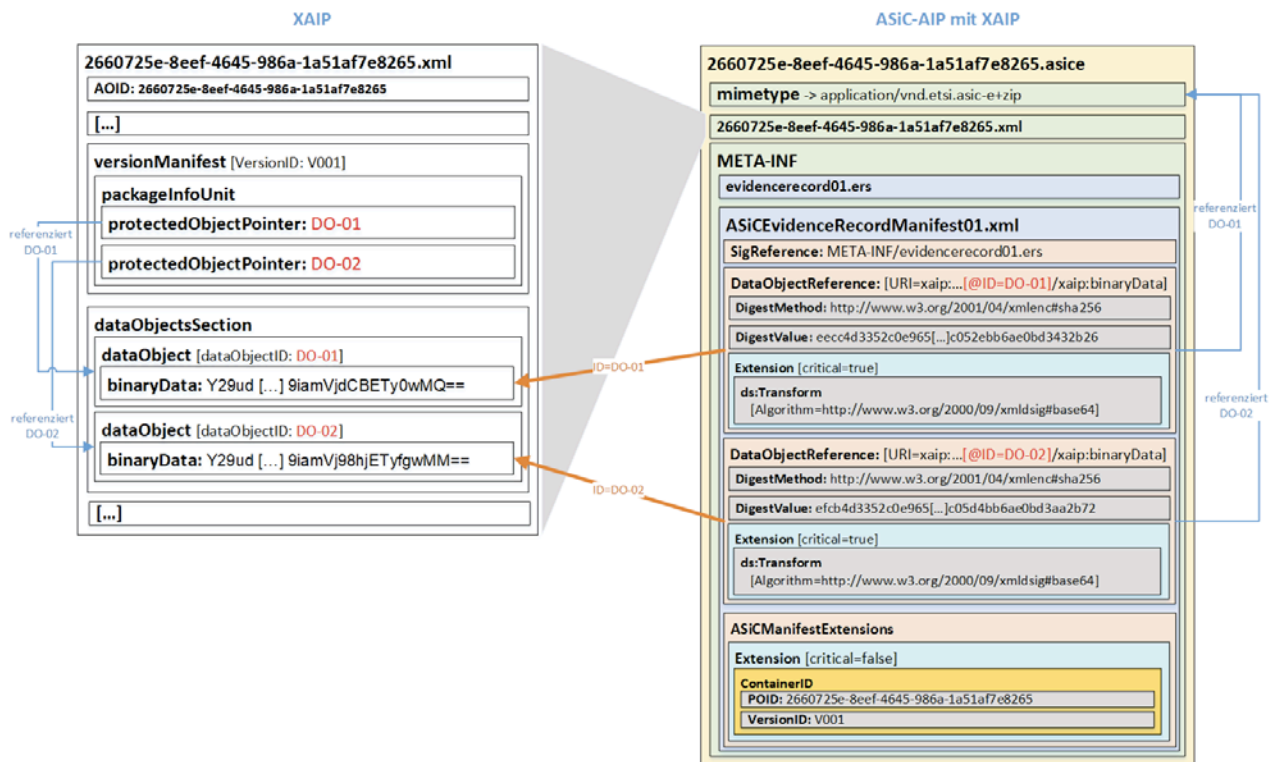 XAIP
2660725e-8eef-4645-986a-1a51af7e8265.xml
AOID: 2660725e-8eef-4645-986a-1a51af7e8265
[...]
versionManifest [VersionID: V001]
packageInfoUnit
protectedObjectPointer: DO-01
protectedObjectPointer: DO-02
referenziert
DO-01
dataObjectsSection
dataObject [dataObjectID: DO-01]
binaryData: Y29ud [...] 9iamVjdCBETy0wMQ==
referenziert
DO-02
dataObject [dataObjectID: DO-02]
binaryData: Y29ud [...] 9iamVj98hjETyfgwMM==
[...]
ID=DO-01
ID=DO-02
ASiC-AIP mit XAIP
2660725e-8eef-4645-986a-1a51af7e8265.asice
mimetype -> application/vnd.etsi.asic-e+zip
2660725e-8eef-4645-986a-1a51af7e8265.xml
META-INF
evidencerecord01.ers
ASiCEvidenceRecordManifest01.xml
SigReference: META-INF/evidencerecord01.ers
DataObjectReference: [URI=xaip:...[@ID=DO-01]/xaip:binaryData]
DigestMethod: http://www.w3.org/2001/04/xmlenc#sha256
DigestValue: eecc4d3352c0e965[...]c052ebb6ae0bd3432b26
Extension [critical=true]
ds:Transform
[Algorithm=http://www.w3.org/2000/09/xmldsig#base64]
DataObjectReference: [URI=xaip:...[@ID=DO-02]/xaip:binaryData]
DigestMethod: http://www.w3.org/2001/04/xmlenc#sha256
DigestValue: efcb4d3352c0e965[...]c05d4bb6ae0bd3aa2b72
Extension [critical=true]
ds:Transform
[Algorithm=http://www.w3.org/2000/09/xmldsig#base64]
ASiCManifestExtensions
Extension [critical=false]
ContainerID
POID: 2660725e-8eef-4645-986a-1a51af7e8265
VersionID: V001
referenziert
DO-01
referenziert
DO-02